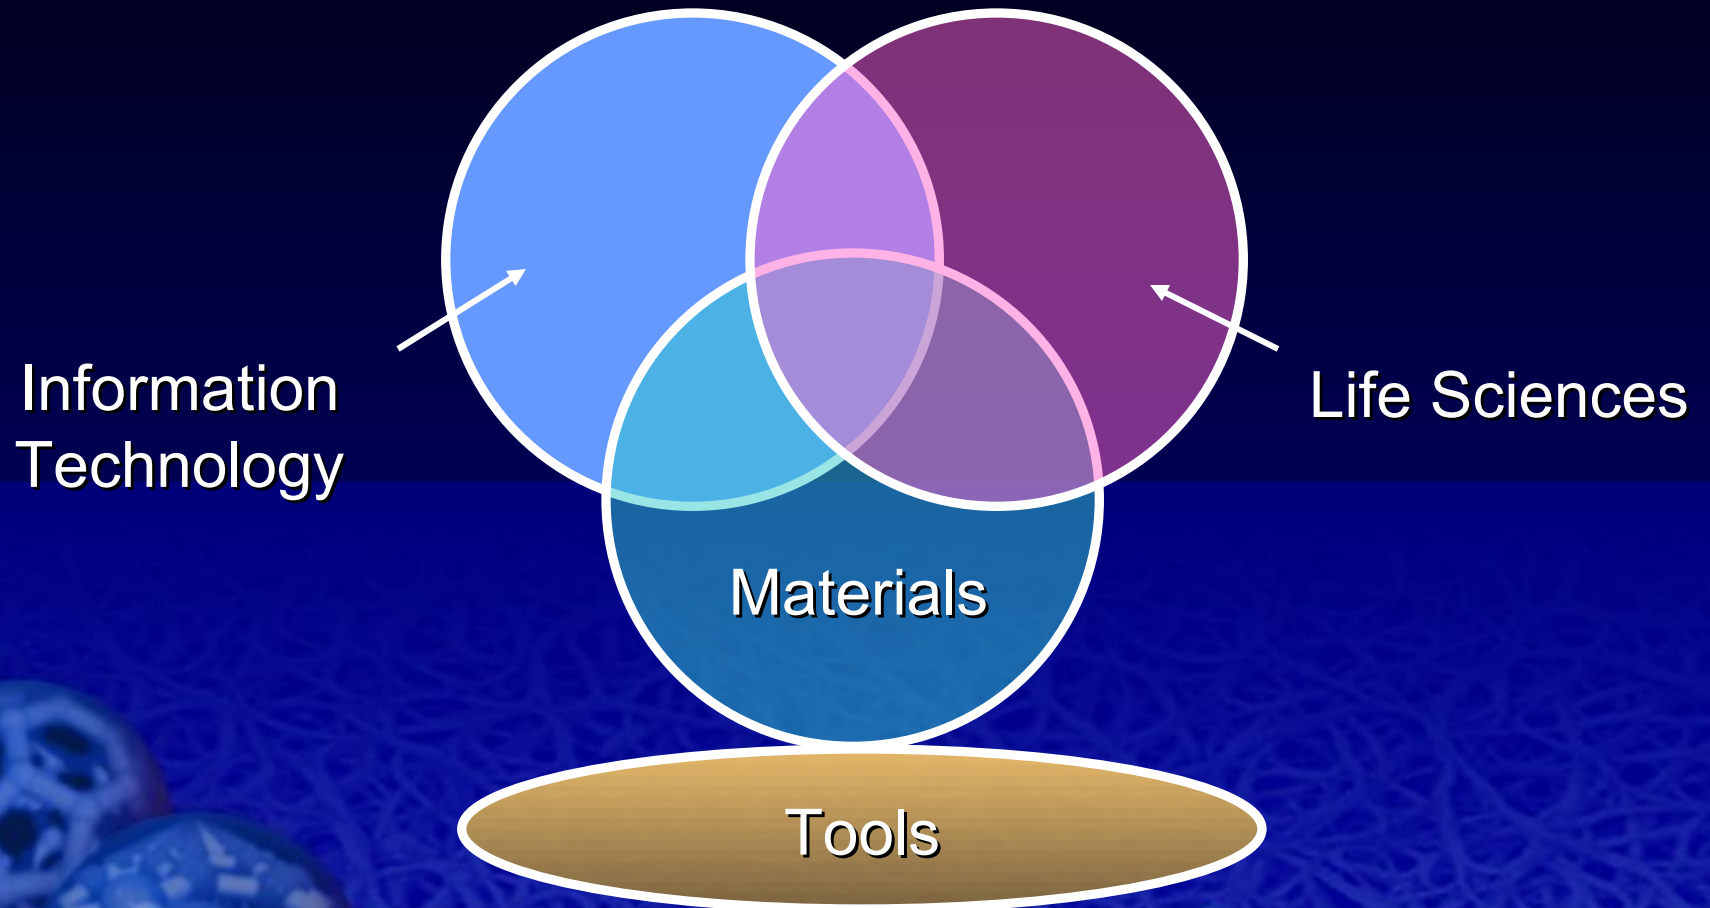 Information
Technology
Life Sciences
Materials
Tools